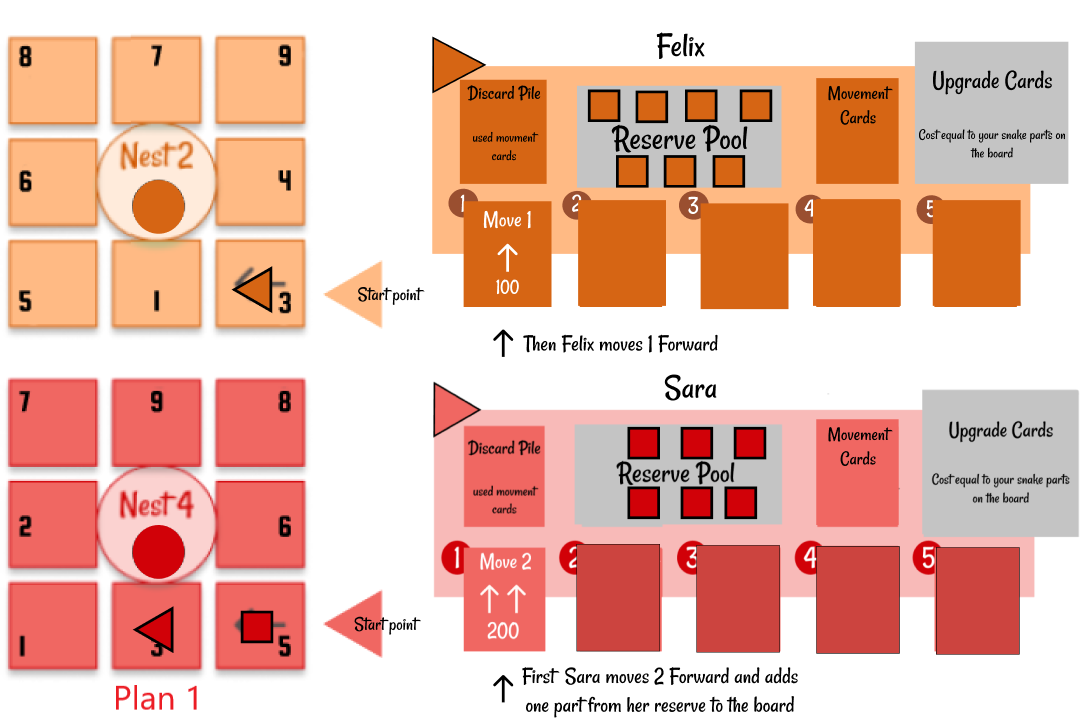 8
7
9
Nest 2
6
4
5
1
3
Start point
Felix
Discard Pile
used movment
cards
Reserve Pool
Movement
Cards
Upgrade Cards
Cost equal to your snake parts on
the board
1
2
3
4
5
Move 1
100
Then Felix moves 1 Forward
7
9
8
Nest 4
2
6
1
3
5
Start point
Plan 1
Sara
Discard Pile
used movment
cards
Reserve Pool
Movement
Cards
Upgrade Cards
Cost equal to your snake parts
on the board
1
2
3
4
5
Move 2
200
First Sara moves 2 Forward and adds
one part from her reserve to the board